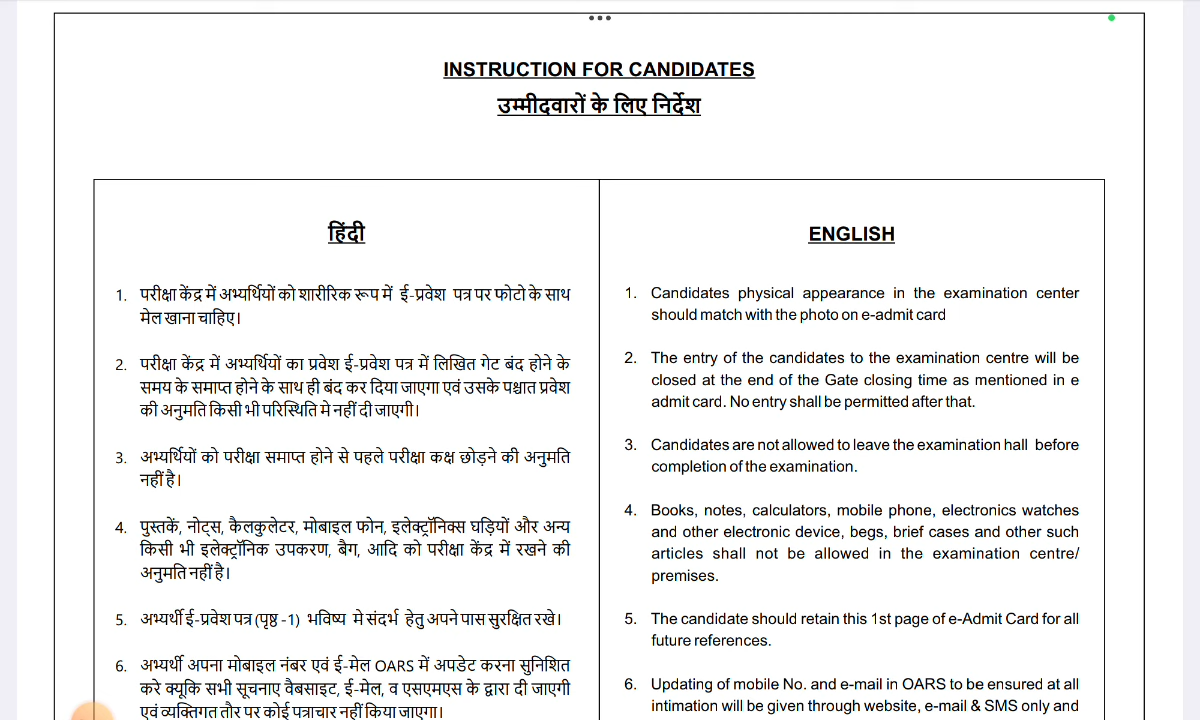 INSTRUCTION FOR CANDIDATES
उम्मीदवारों के लिए निर्देश
हिंदी
1. परीक्षा केंद्र में अभ्यर्थियों को शारीरिक रूप में ई-प्रवेश पत्र पर फोटो के साथ
मेल खाना चाहिए।
2. परीक्षा केंद्र में अभ्यर्थियों का प्रवेश ई-प्रवेश पत्र में लिखित गेट बंद होने के
समय के समाप्त होने के साथ ही बंद कर दिया जाएगा एवं उसके पश्चात प्रवेश
की अनुमति किसी भी परिस्थिति मे नहीं दी जाएगी।
3. अभ्यर्थियों को परीक्षा समाप्त होने से पहले परीक्षा कक्ष छोड़ने की अनुमति
नहीं है।
4. पुस्तकें, नोट्स, कैलकुलेटर, मोबाइल फोन, इलेक्ट्रॉनिक्स घड़ियों और अन्य
किसी भी इलेक्ट्रॉनिक उपकरण, बैग, आदि को परीक्षा केंद्र में रखने की
अनुमति नहीं है।
5. अभ्यर्थी ई-प्रवेश पत्र (पृष्ठ -1) भविष्य मे संदर्भ हेतु अपने पास सुरक्षित रखे।
6. अभ्यर्थी अपना मोबाइल नंबर एवं ई-मेल OARS में अपडेट करना सुनिशित
करे क्यूकि सभी सूचनाए वैबसाइट, ई-मेल, व एसएमएस के द्वारा दी जाएगी
एवं व्यक्तिगत तौर पर कोई पत्राचार नहीं किया जाएगा।
ENGLISH
1. Candidates physical appearance in the examination center
should match with the photo on e-admit card
2. The entry of the candidates to the examination centre will be
closed at the end of the Gate closing time as mentioned in e
admit card. No entry shall be permitted after that.
3. Candidates are not allowed to leave the examination hall before
completion of the examination.
4. Books, notes, calculators, mobile phone, electronics watches
and other electronic device, begs, brief cases and other such
articles shall not be allowed in the examination centre/
premises.
5. The candidate should retain this 1st page of e-Admit Card for all
future references.
6. Updating of mobile No. and e-mail in OARS to be ensured at all
intimation will be given through website, e-mail & SMS only and